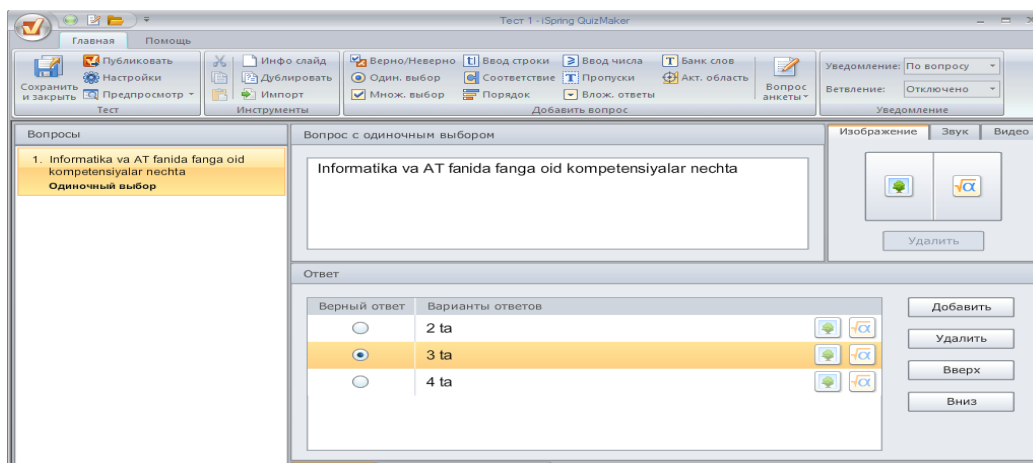 Тест 1 - iSpring QuizMaker
Главная Помощь
Сохранить и закрыть
Публиковать
Настройки
Предпросмотр
Тест
Инфо слайд
Дублировать
Импорт
Инструменты
Верно/Неверно Ввод строки Ввод числа Банк слов
Один. выбор Соответствие Пропуски Акт. область
Множ. выбор Порядок Влож. ответы
Вопрос анкеты
Добавить вопрос
Уведомление: По вопросу
Ветвление: Отключено
Уведомление
Вопросы
1. Informatika va AT fanida fanga oid
kompetensiyalar nechta
Одиночный выбор
Вопрос с одиночным выбором
Informatika va AT fanida fanga oid kompetensiyalar nechta
Изображение Звук Видео
Удалить
Ответ
Верный ответ Варианты ответов
2 ta
3 ta
4 ta
Добавить
Удалить
Вверх
Вниз